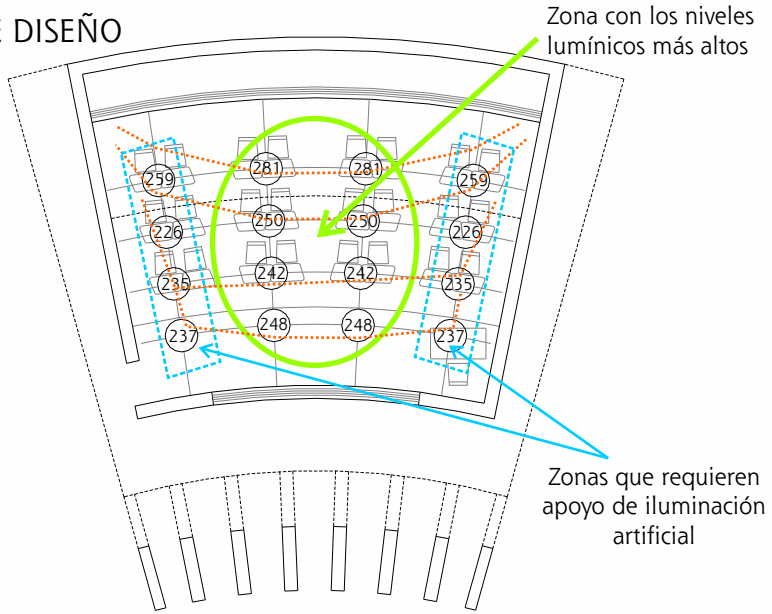 E DISEÑO
Zona con los niveles
lumínicos más altos
259 281 281 259
226 250 250 226
235 242 242 235
237 248 248 237
Zonas que requieren
apoyo de iluminación
artificial